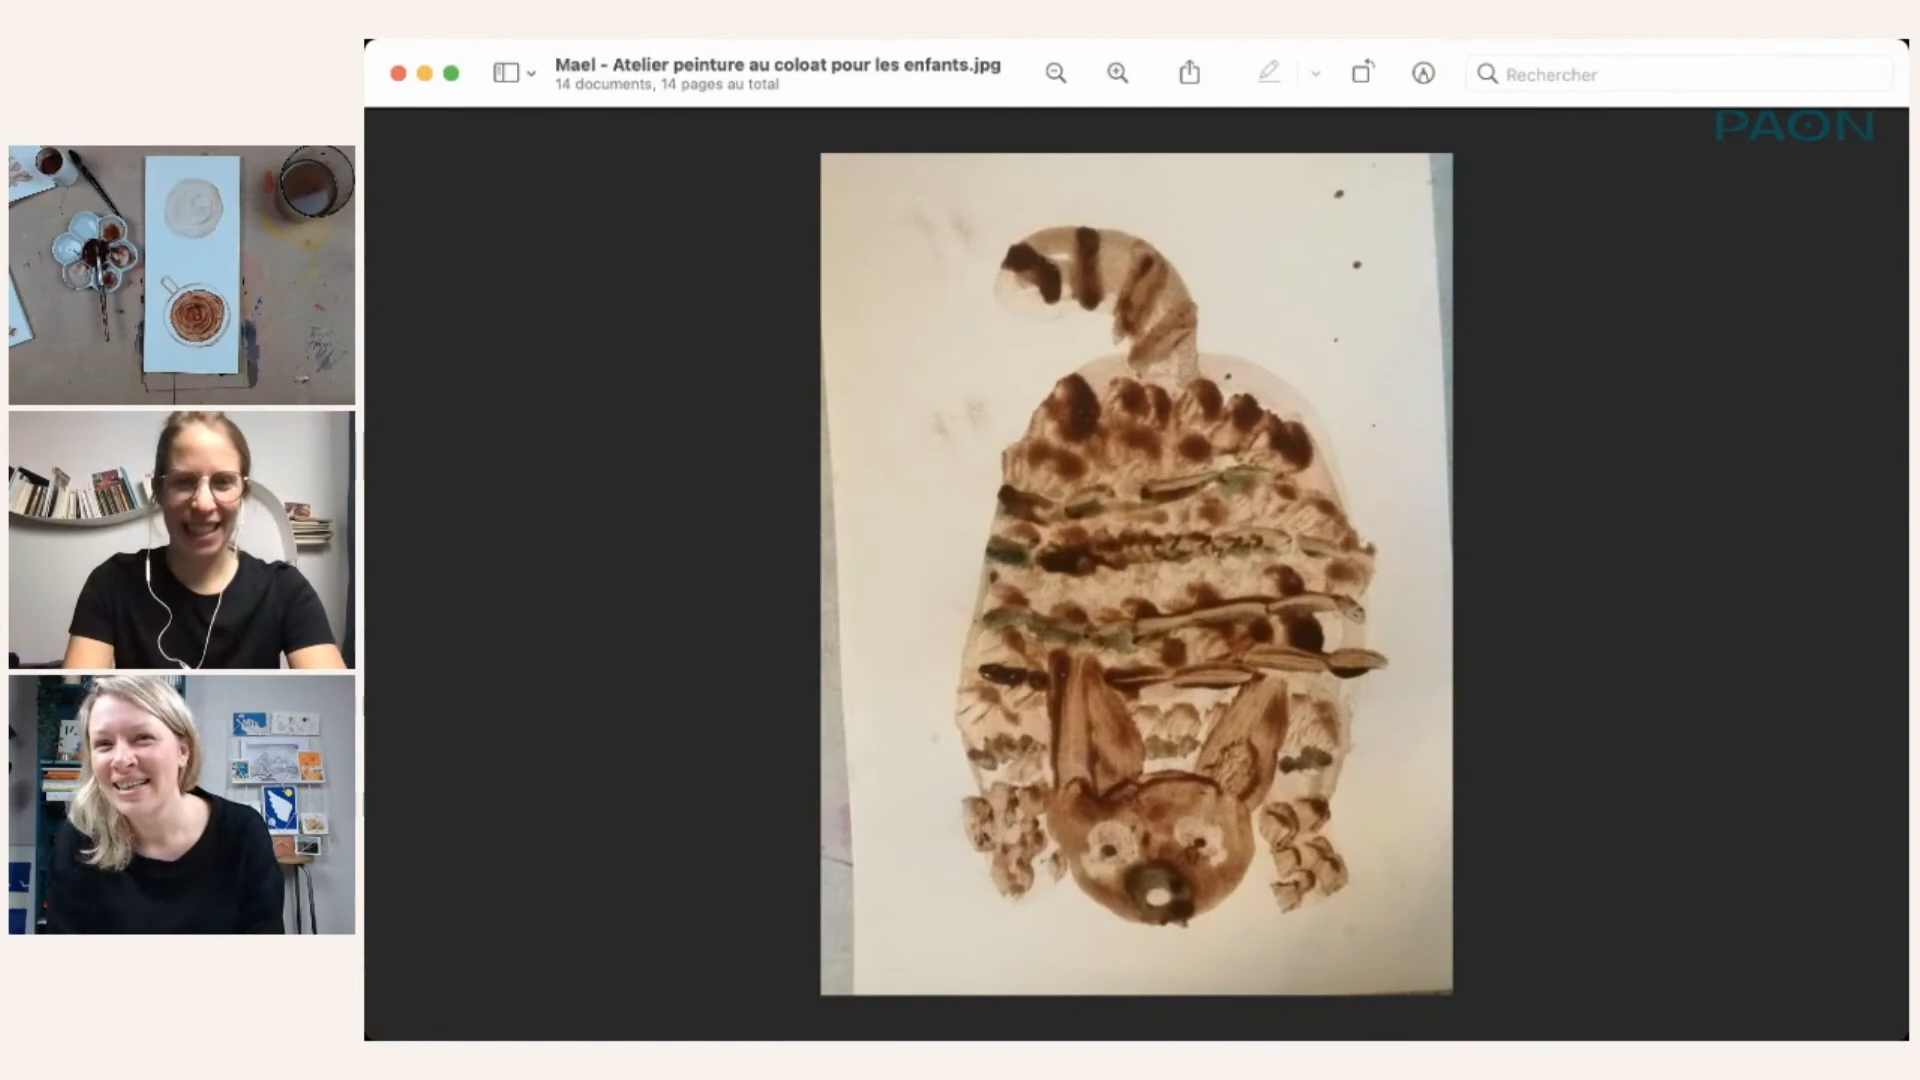 Mael - Atelier peinture au coloat pour les enfants.jpg
14 documents, 14 pages au total
Rechercher
PAON